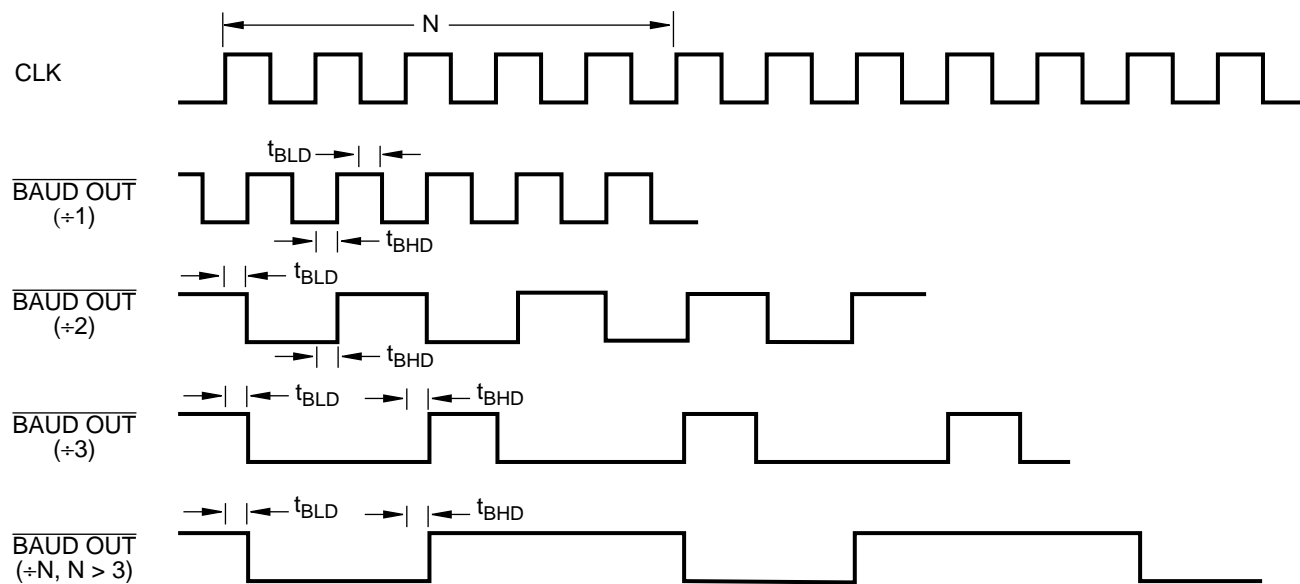 N
CLK
tBLD
BAUD OUT
(÷1)
tBHD
tBLD
BAUD OUT
(÷2)
tBHD
tBLD
tBHD
BAUD OUT
(÷3)
tBLD
tBHD
BAUD OUT
(÷N, N > 3)